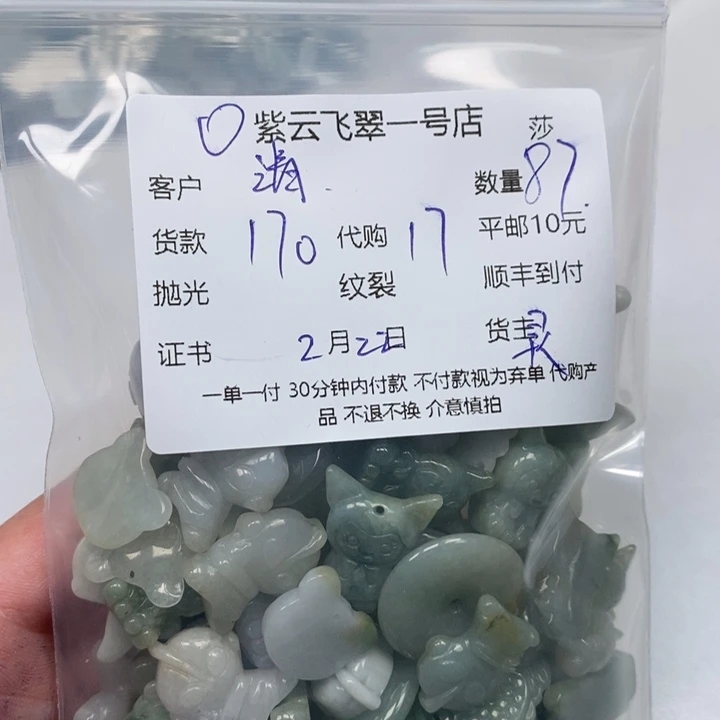 紫云飞翠一号店 莎
客户 数量 87
货款 170 代购 17 平邮10元
抛光 纹裂 顺丰到付
证书 2月22日 货主
一单一付 30分钟内付款 不付款视为弃单 代购产
品 不退不换 介意慎拍